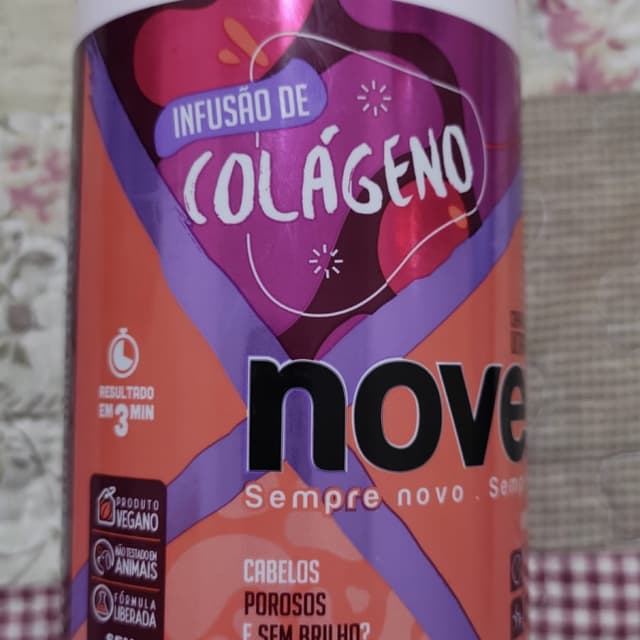 INFUSÃO DE
COLÁGENO
RESULTADO
EM 3 MIN
nove
Sempre novo . Semp
PRODUTO
VEGANO
NÃO TESTADO EM
ANIMAIS
FÓRMULA
LIBERADA
CABELOS
POROSOS
E SEM BRILHO?